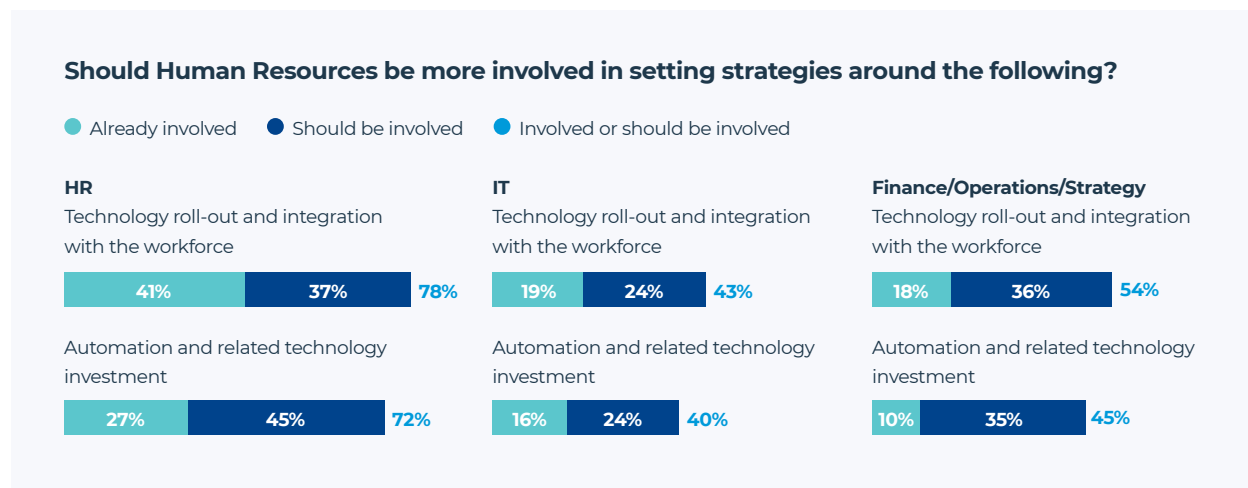 Should Human Resources be more involved in setting strategies around the following?
Already involved
Should be involved
Involved or should be involved
HR
Technology roll-out and integration
with the workforce
41%
37%
78%
Automation and related technology
investment
27%
45%
72%
IT
Technology roll-out and integration
with the workforce
19%
24%
43%
Automation and related technology
investment
16%
24%
40%
Finance/Operations/Strategy
Technology roll-out and integration
with the workforce
18%
36%
54%
Automation and related technology
investment
10%
35%
45%